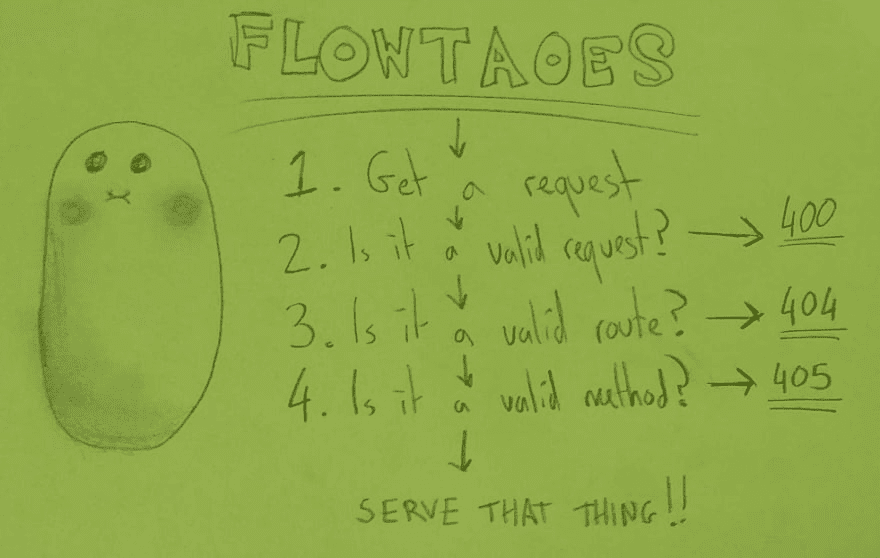 FLOWTAOES
1. Get a request
2. Is it a valid request? → 400
3. Is it a valid route? → 404
4. Is it a valid method? → 405
SERVE THAT THING!!